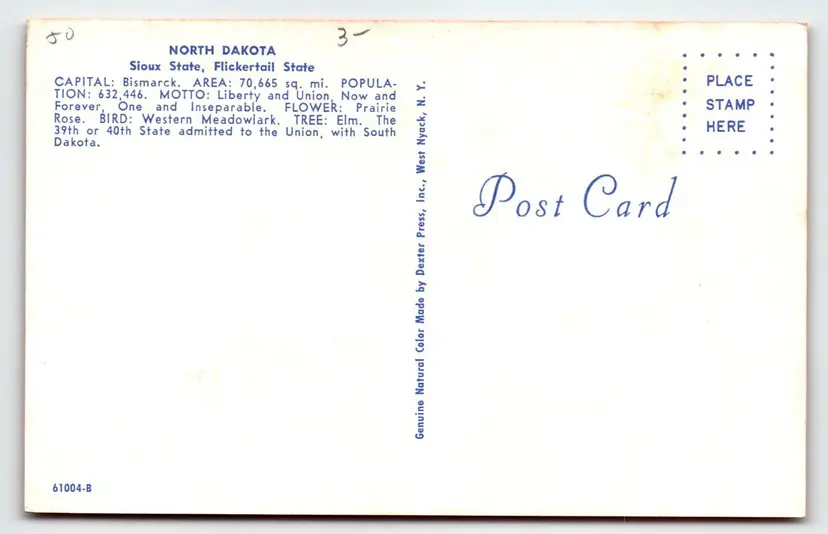 50
3-
NORTH DAKOTA
Sioux State, Flickertail State
CAPITAL: Bismarck. AREA: 70,665 sq. mi. POPULA-
TION: 632,446. MOTTO: Liberty and Union, Now and
Forever, One and Inseparable. FLOWER: Prairie
Rose. BIRD: Western Meadowlark. TREE: Elm. The
39th or 40th State admitted to the Union, with South
Dakota.
61004-B
Genuine Natural Color Made by Dexter Press, Inc., West Nyack, N. Y.
PLACE
STAMP
HERE
Post Card